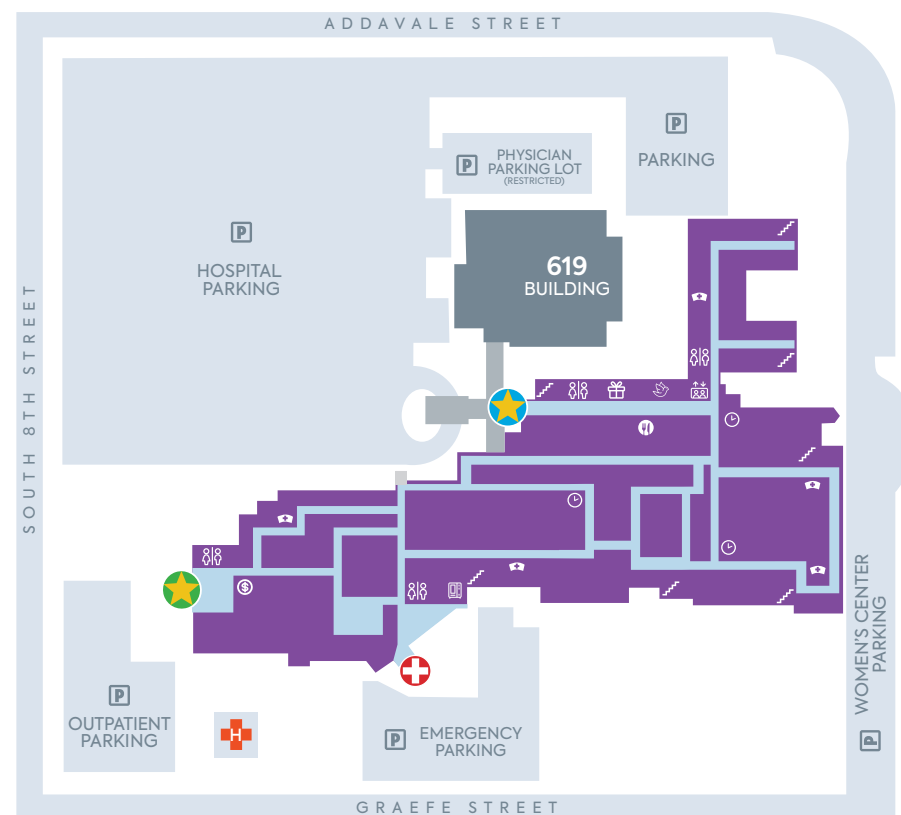 ADDAVALE STREET
P
PHYSICIAN
PARKING LOT
(RESTRICTED)
P
PARKING
P
HOSPITAL
PARKING
619
BUILDING
SOUTH 8TH STREET
$
P
OUTPATIENT
PARKING
H
P
EMERGENCY
PARKING
WOMEN'S CENTER
PARKING
P
GRAEFE STREET